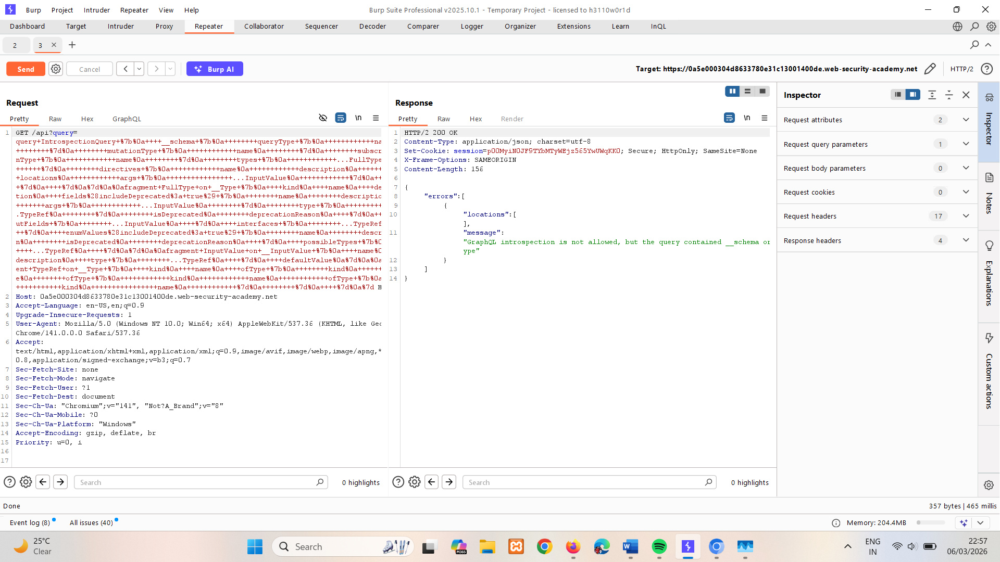 Burp Project Intruder Repeater View Help
Burp Suite Professional v2025.10.1 - Temporary Project - licensed to h3110w0r1d
Dashboard Target Intruder Proxy Repeater Collaborator Sequencer Decoder Comparer Logger Organizer Extensions Learn InQL
2 3
Send Cancel Burp AI
Target: https://0a5e000304d8633780e31c13001400de.web-security-academy.net HTTP/2
Request
Pretty Raw Hex GraphQL
1 GET /api?query=
query+IntrospectionQuery+%7b%0a++++__schema+%7b%0a++++++++queryType+%7b%0a++++++++++++na
++++++++%7d%0a++++++++mutationType+%7b%0a++++++++++++name%0a++++++++%7d%0a++++++++subscr
nType+%7b%0a++++++++++++name%0a++++++++%7d%0a++++++++types+%7b%0a++++++++++++...FullType
++++++%7d%0a++++++++directives+%7b%0a++++++++++++name%0a++++++++++++description%0a++++++
+locations%0a++++++++++++args+%7b%0a++++++++++++++++...InputValue%0a++++++++++++%7d%0a++
+%7d%0a++++%7d%0a%7d%0a%0afragment+FullType+on+__Type+%7b%0a++++kind%0a++++name%0a++++de
tion%0a++++fields%28includeDeprecated%3a+true%29+%7b%0a++++++++name%0a++++++++descriptio
+++++++args+%7b%0a++++++++++++...InputValue%0a++++++++%7d%0a++++++++type+%7b%0a++++++++
.TypeRef%0a++++++++%7d%0a++++++++isDeprecated%0a++++++++deprecationReason%0a++++%7d%0a++
utFields+%7b%0a++++++++...InputValue%0a++++%7d%0a++++interfaces+%7b%0a++++++++...TypeRef
++%7d%0a++++enumValues%28includeDeprecated%3a+true%29+%7b%0a++++++++name%0a++++++++descr
n%0a++++++++isDeprecated%0a++++++++deprecationReason%0a++++%7d%0a++++possibleTypes+%7b%0
++++...TypeRef%0a++++%7d%0a%7d%0a%0afragment+InputValue+on+__InputValue+%7b%0a++++name%0
description%0a++++type+%7b%0a++++++++...TypeRef%0a++++%7d%0a++++defaultValue%0a%7d%0a%0a
ent+TypeRef+on+__Type+%7b%0a++++kind%0a++++name%0a++++ofType+%7b%0a++++++++kind%0a++++++
e%0a++++++++ofType+%7b%0a++++++++++++kind%0a++++++++++++name%0a++++++++++++ofType+%7b%0a
+++++++++++kind%0a++++++++++++++++name%0a++++++++++++%7d%0a++++++++%7d%0a++++%7d%0a%7d H
2 Host: 0a5e000304d8633780e31c13001400de.web-security-academy.net
3 Accept-Language: en-US,en;q=0.9
4 Upgrade-Insecure-Requests: 1
5 User-Agent: Mozilla/5.0 (Windows NT 10.0; Win64; x64) AppleWebKit/537.36 (KHTML, like Gec
Chrome/141.0.0.0 Safari/537.36
6 Accept:
text/html,application/xhtml+xml,application/xml;q=0.9,image/avif,image/webp,image/apng,*
0.8,application/signed-exchange;v=b3;q=0.7
7 Sec-Fetch-Site: none
8 Sec-Fetch-Mode: navigate
9 Sec-Fetch-User: ?1
10 Sec-Fetch-Dest: document
11 Sec-Ch-Ua: "Chromium";v="141", "Not?A_Brand";v="8"
12 Sec-Ch-Ua-Mobile: ?0
13 Sec-Ch-Ua-Platform: "Windows"
14 Accept-Encoding: gzip, deflate, br
15 Priority: u=0, i
16
17
Search 0 highlights
Response
Pretty Raw Hex Render
1 HTTP/2 200 OK
2 Content-Type: application/json; charset=utf-8
3 Set-Cookie: session=pO0MyiN0JF9TYbMTyWEjz565YwUWqKK0; Secure; HttpOnly; SameSite=None
4 X-Frame-Options: SAMEORIGIN
5 Content-Length: 156
6
7 {
8 "errors":[
9 {
10 "locations":[
],
11 "message":
"GraphQL introspection is not allowed, but the query contained __schema or
ype"
12 }
13 ]
14 }
Search 0 highlights
Inspector
Request attributes 2
Request query parameters 1
Request body parameters 0
Request cookies 0
Request headers 17
Response headers 4
Inspector
Notes
Explanations
Custom actions
Done
357 bytes | 465 millis
Event log (8) All issues (40)
Memory: 204.4MB
25°C
Clear
Search
M365
ENG
IN
22:57
06/03/2026